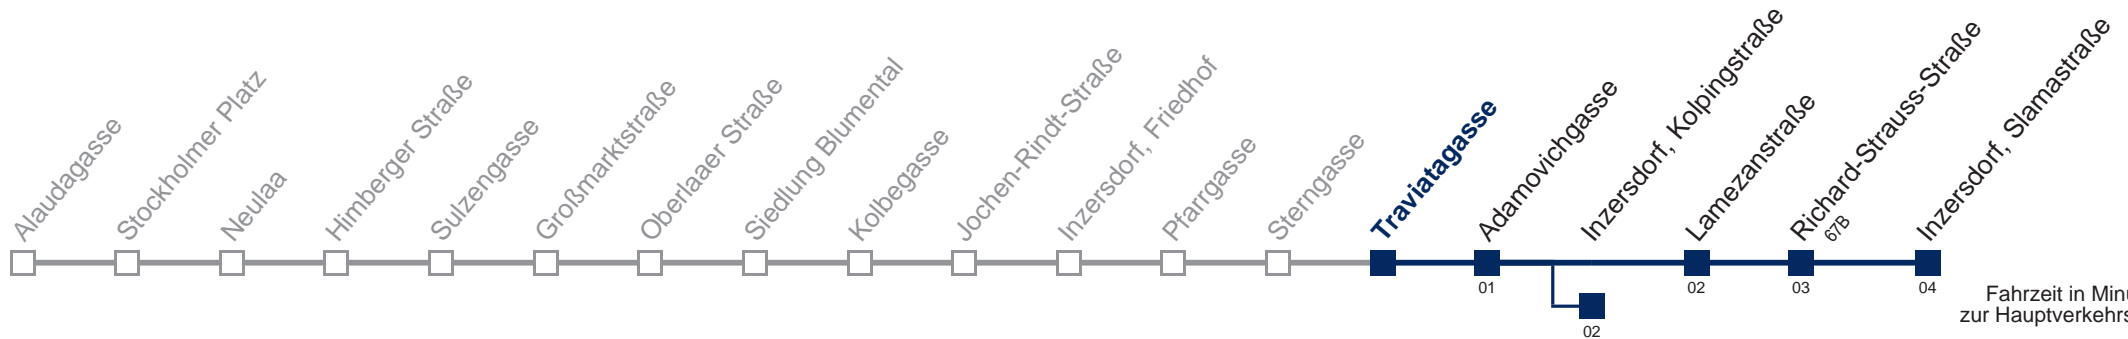 Alaudagasse
Stockholmer Platz
Neulaa
Himberger Straße
Sulzengasse
Großmarktstraße
Oberlaaer Straße
Siedlung Blumental
Kolbegasse
Jochen-Rindt-Straße
Inzersdorf, Friedhof
Pfarrgasse
Sterngasse
Traviatagasse
Adamovichgasse
Inzersdorf, Kolpingstraße
Lamezanstraße
Richard-Strauss-Straße
67B
Inzersdorf, Slamastraße
01
02
03
04
02
Fahrzeit in Minu
zur Hauptverkehrs